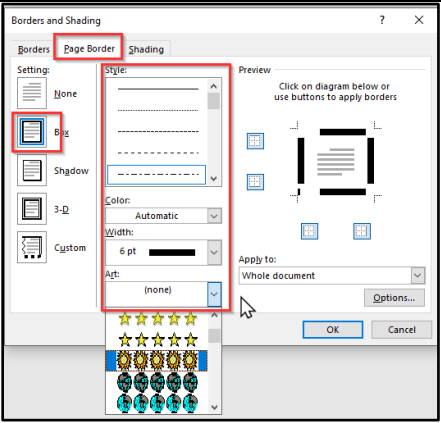 Borders and Shading
? ×
Borders Page Border Shading
Setting:
None
Box
Shadow
3-D
Custom
Style:
Color:
Automatic
Width:
6 pt
Art:
(none)
Preview
Click on diagram below or
use buttons to apply borders
Apply to:
Whole document
Options...
OK Cancel